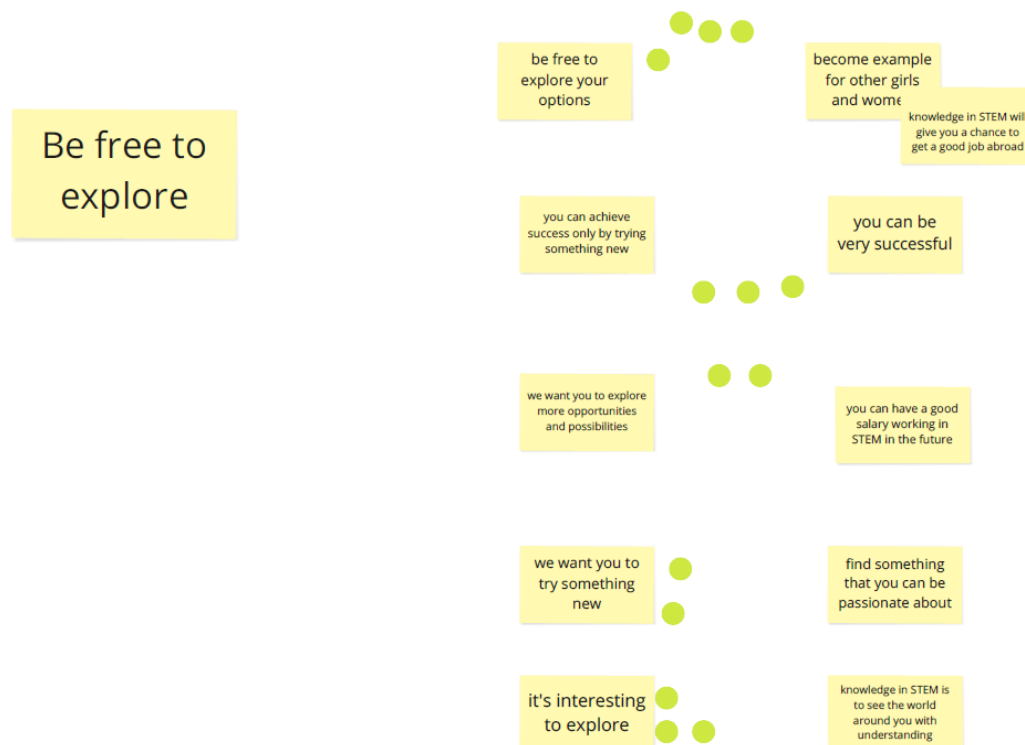 Be free to
explore
be free to
explore your
options
become example
for other girls
and wome
knowledge in STEM will
give you a chance to
get a good job abroad
you can achieve
success only by trying
something new
you can be
very successful
we want you to explore
more opportunities
and possibilities
you can have a good
salary working in
STEM in the future
we want you to
try something
new
find something
that you can be
passionate about
it's interesting
to explore
knowledge in STEM is
to see the world
around you with
understanding